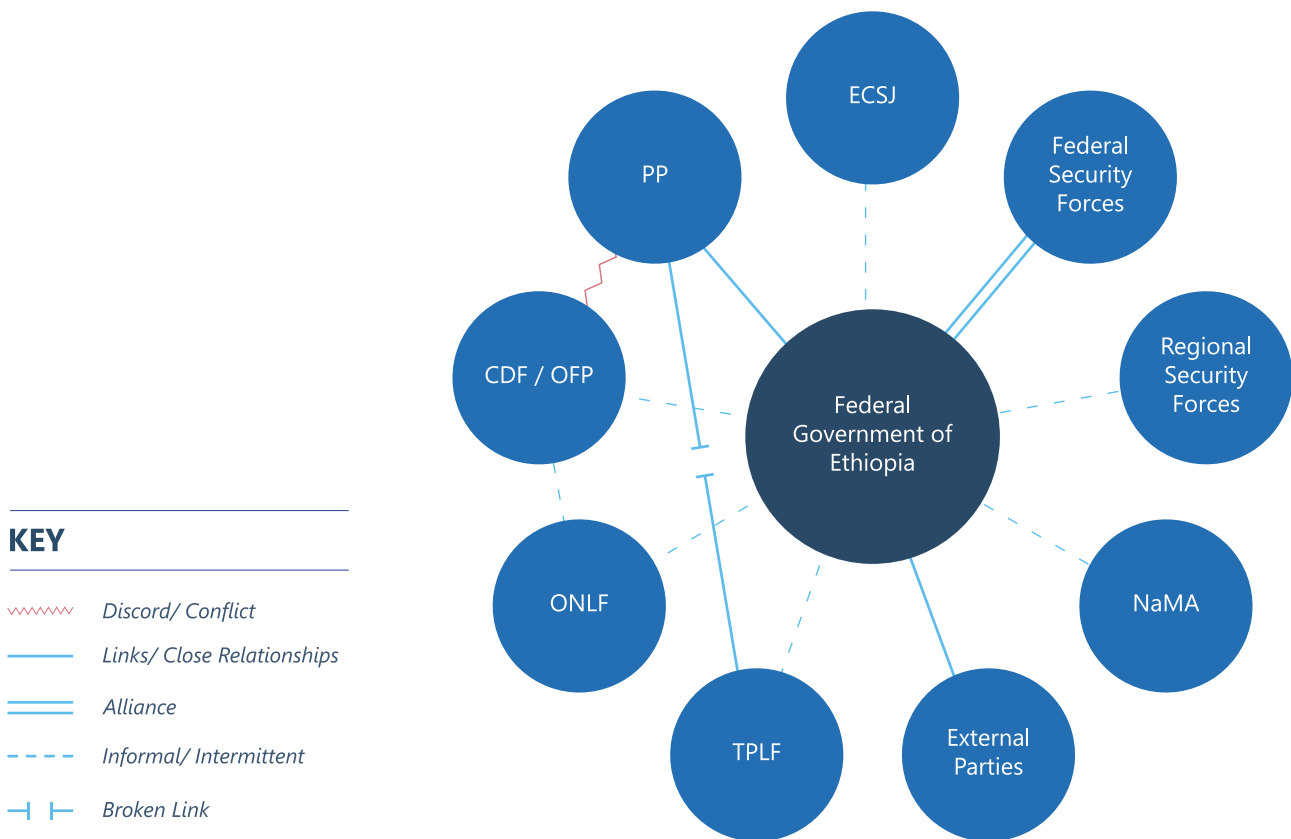 ECSJ
PP
Federal
Security
Forces
CDF / OFP
Regional
Security
Forces
Federal
Government of
Ethiopia
ONLF
NaMA
TPLF
External
Parties
KEY
Discord/ Conflict
Links/ Close Relationships
Alliance
Informal/ Intermittent
Broken Link